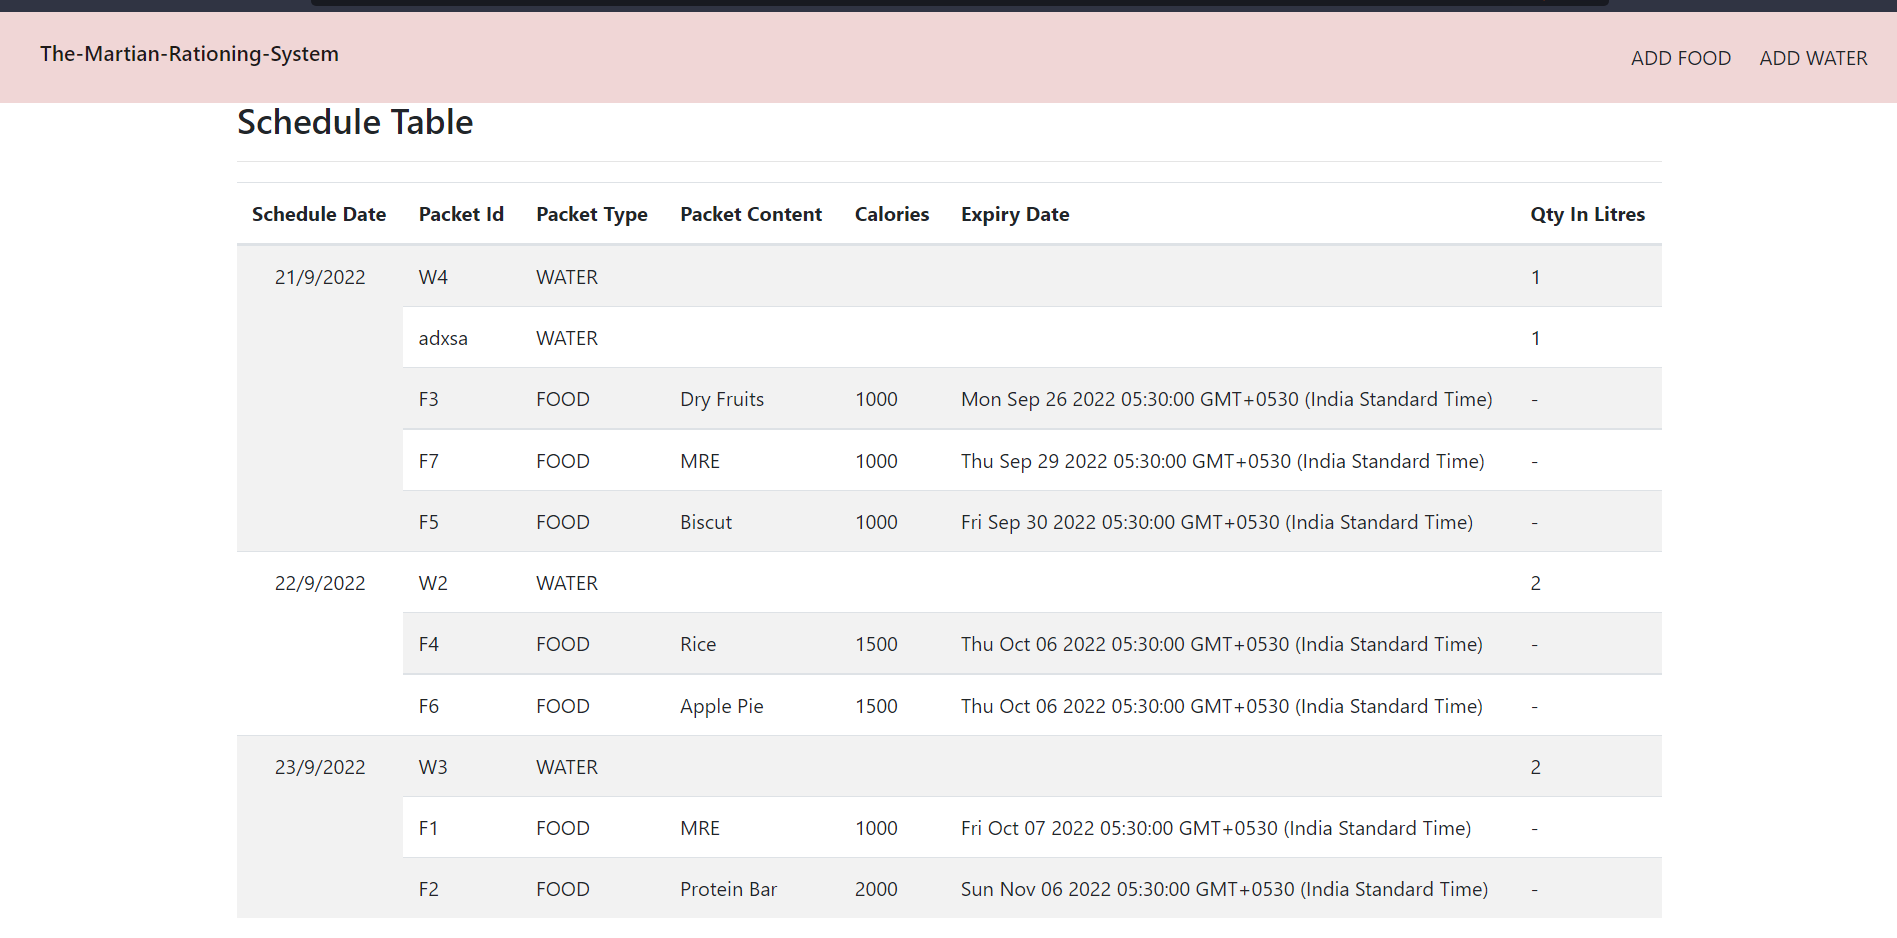 The-Martian-Rationing-System
ADD FOOD ADD WATER
Schedule Table
Schedule Date Packet Id Packet Type Packet Content Calories Expiry Date Qty In Litres
21/9/2022 W4 WATER 1
adxsa WATER 1
F3 FOOD Dry Fruits 1000 Mon Sep 26 2022 05:30:00 GMT+0530 (India Standard Time) -
F7 FOOD MRE 1000 Thu Sep 29 2022 05:30:00 GMT+0530 (India Standard Time) -
F5 FOOD Biscut 1000 Fri Sep 30 2022 05:30:00 GMT+0530 (India Standard Time) -
22/9/2022 W2 WATER 2
F4 FOOD Rice 1500 Thu Oct 06 2022 05:30:00 GMT+0530 (India Standard Time) -
F6 FOOD Apple Pie 1500 Thu Oct 06 2022 05:30:00 GMT+0530 (India Standard Time) -
23/9/2022 W3 WATER 2
F1 FOOD MRE 1000 Fri Oct 07 2022 05:30:00 GMT+0530 (India Standard Time) -
F2 FOOD Protein Bar 2000 Sun Nov 06 2022 05:30:00 GMT+0530 (India Standard Time) -